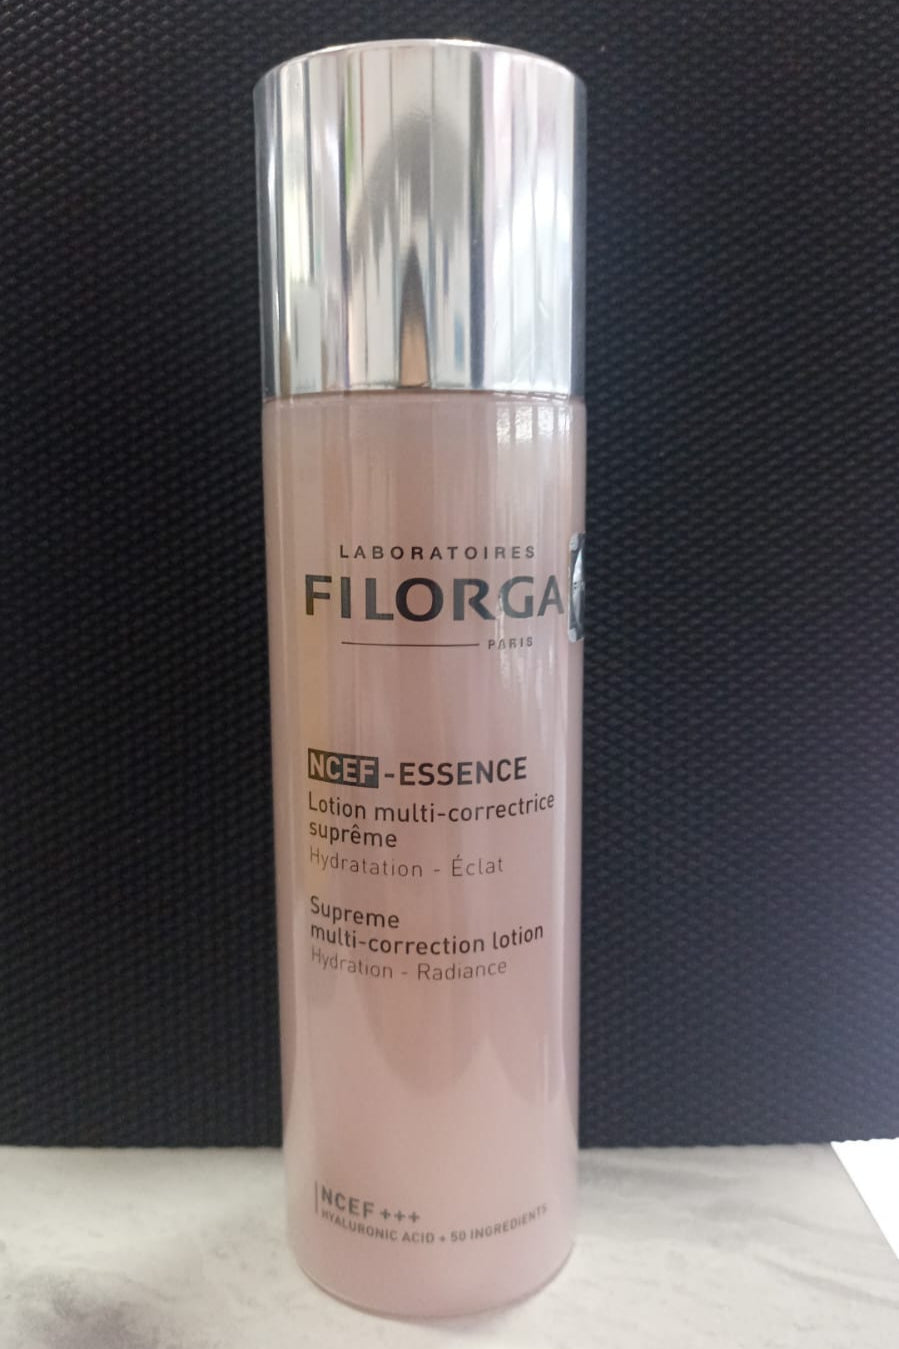 LABORATOIRES
FILORGA
PARIS
NCEF-ESSENCE
Lotion multi-correctrice
suprême
Hydratation - Éclat
Supreme
multi-correction lotion
Hydration - Radiance
NCEF+++
HYALURONIC ACID + 50 INGREDIENTS